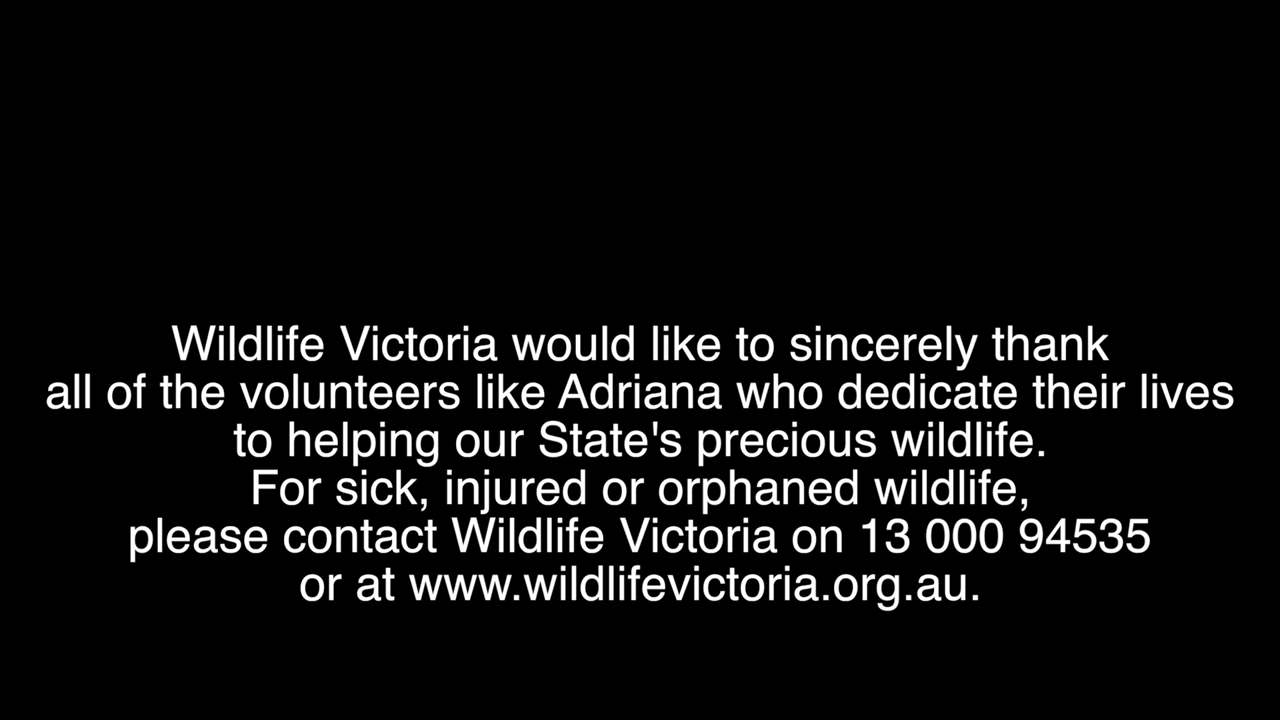 Wildlife Victoria would like to sincerely thank
all of the volunteers like Adriana who dedicate their lives
to helping our State's precious wildlife.
For sick, injured or orphaned wildlife,
please contact Wildlife Victoria on 13 000 94535
or at www.wildlifevictoria.org.au.